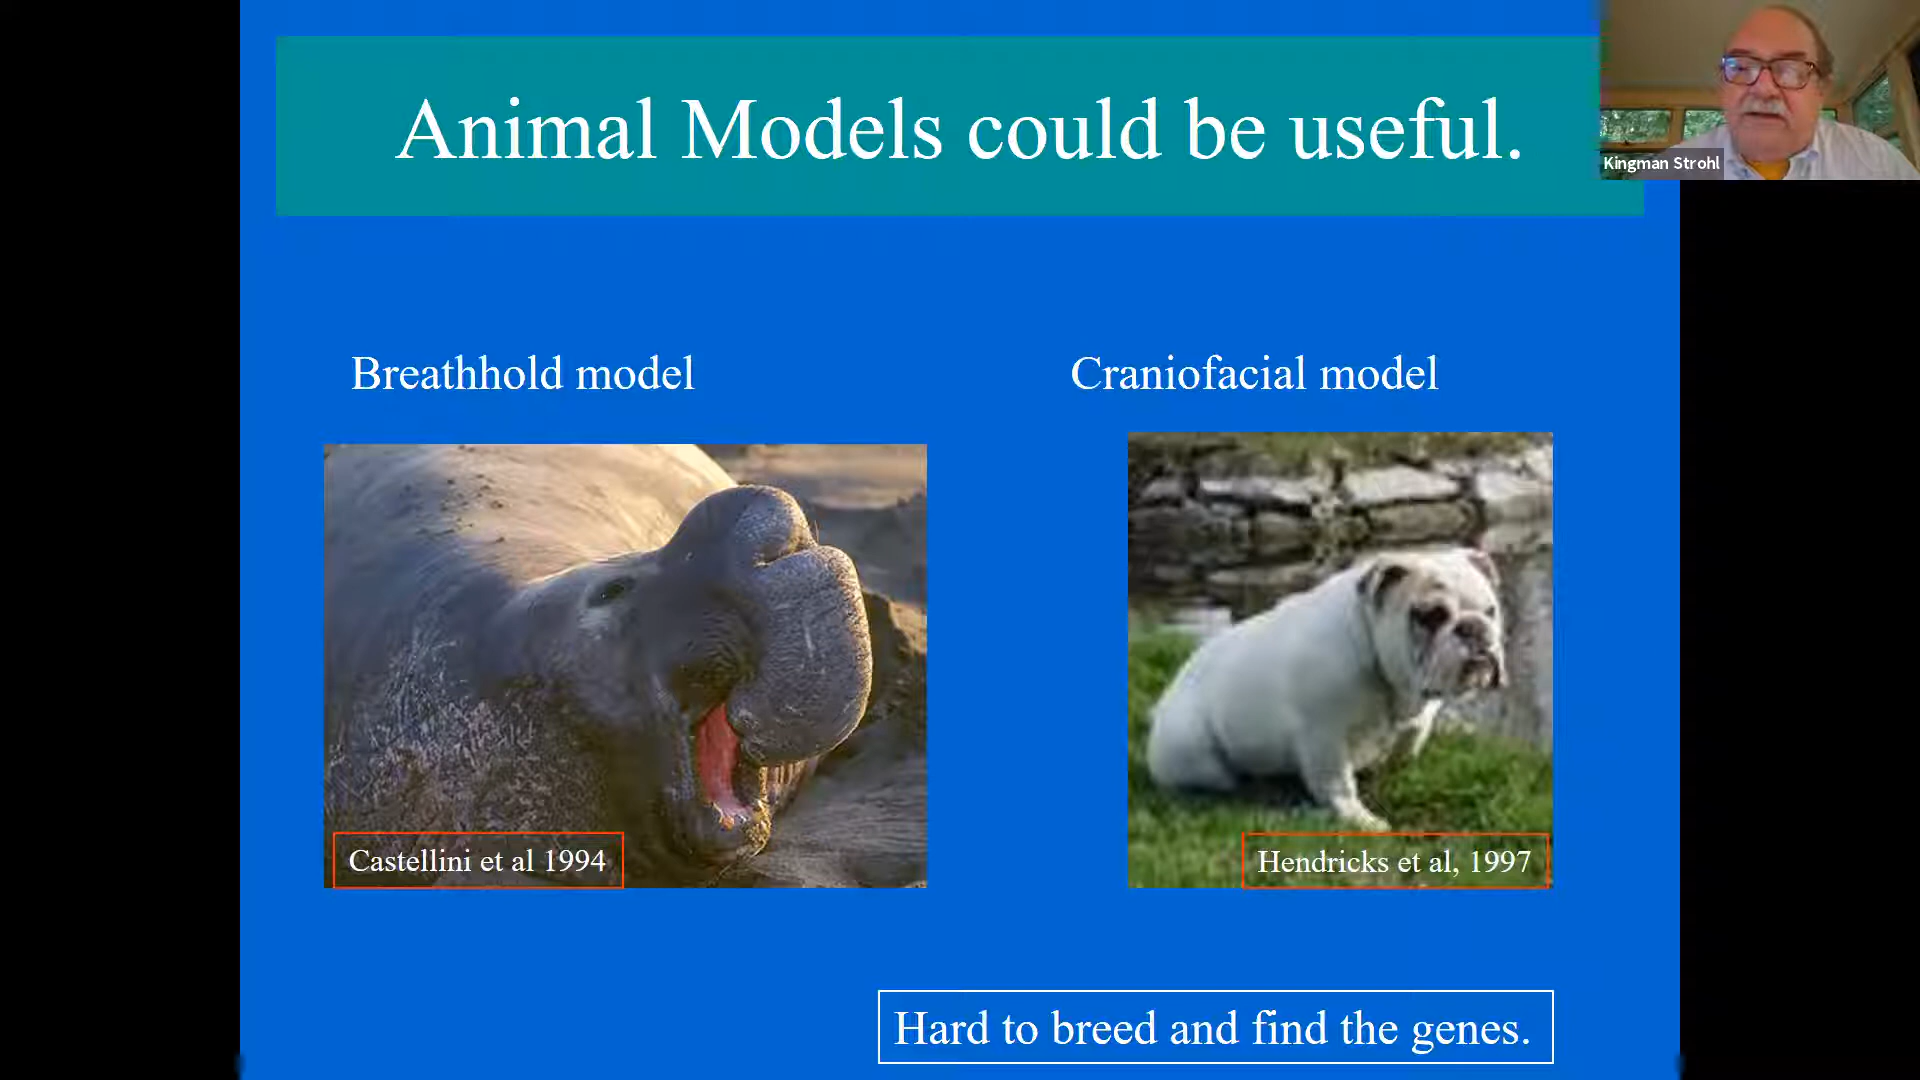 Animal Models could be useful.
Kingman Strohl
Breathhold model
Craniofacial model
Castellini et al 1994
Hendricks et al, 1997
Hard to breed and find the genes.